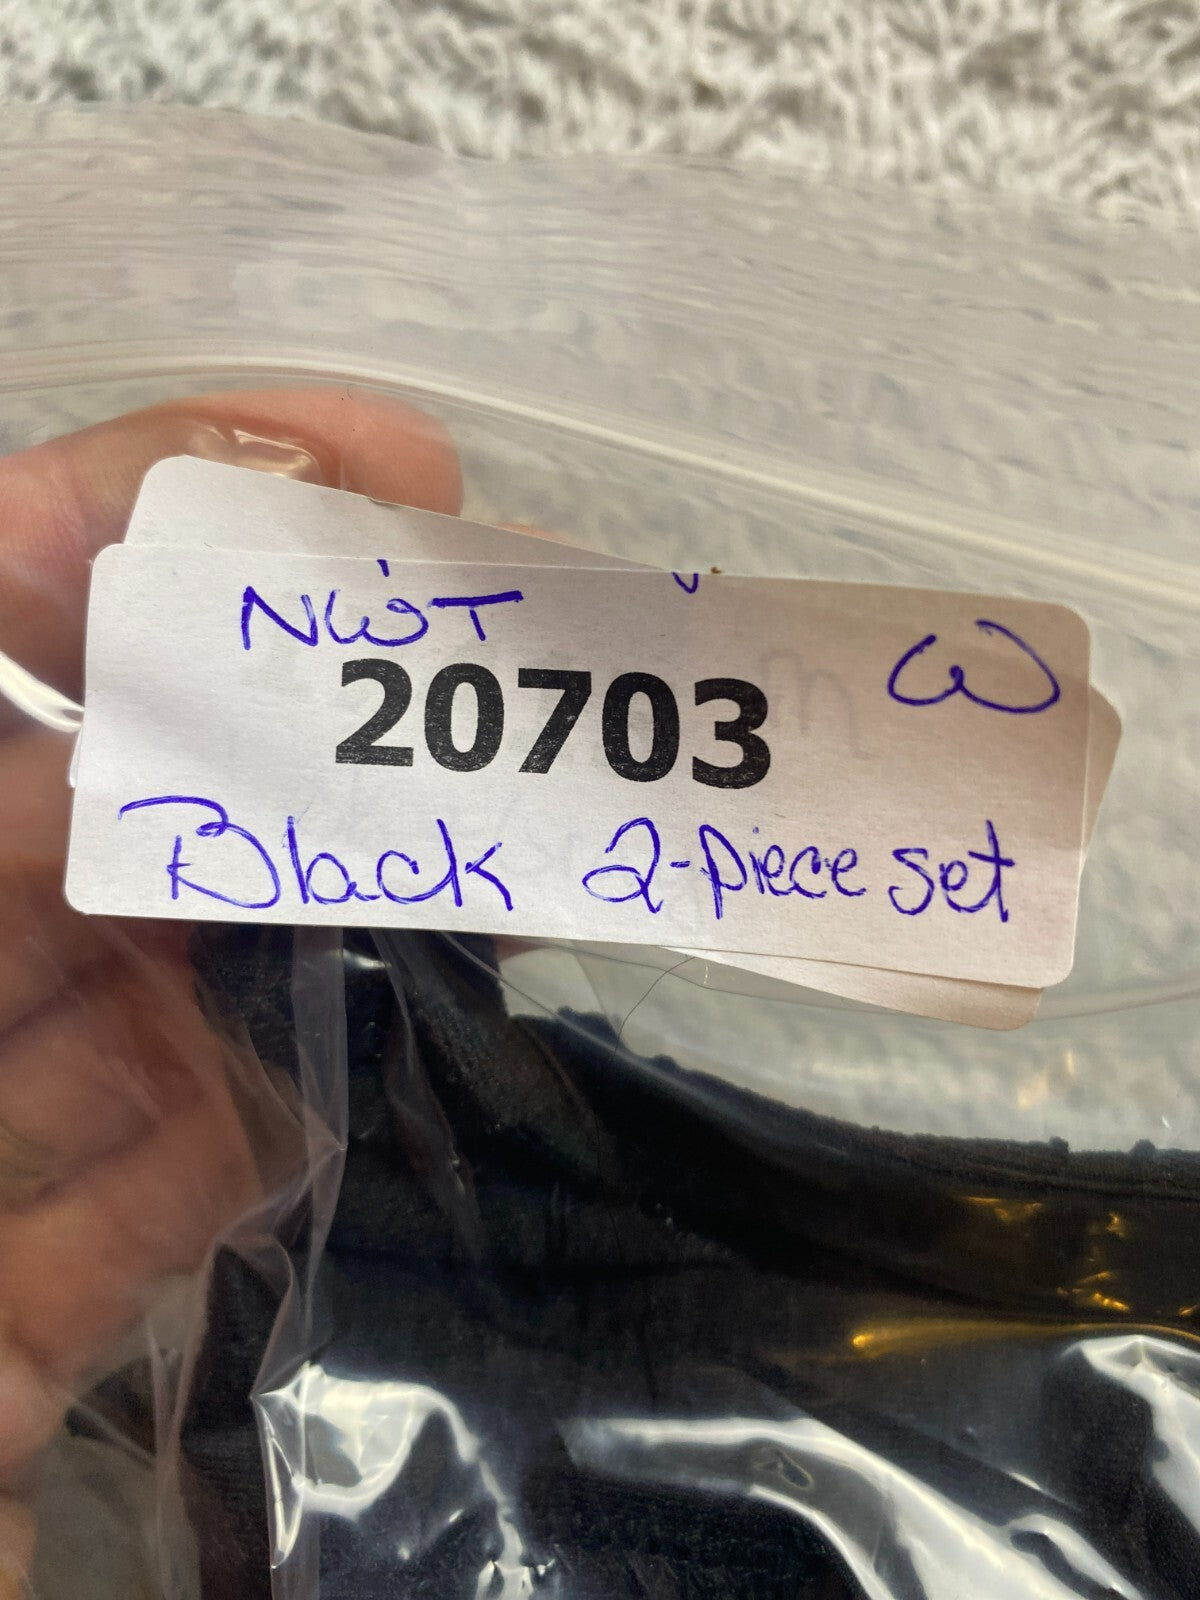 NWT
W
20703
Black 2-piece set